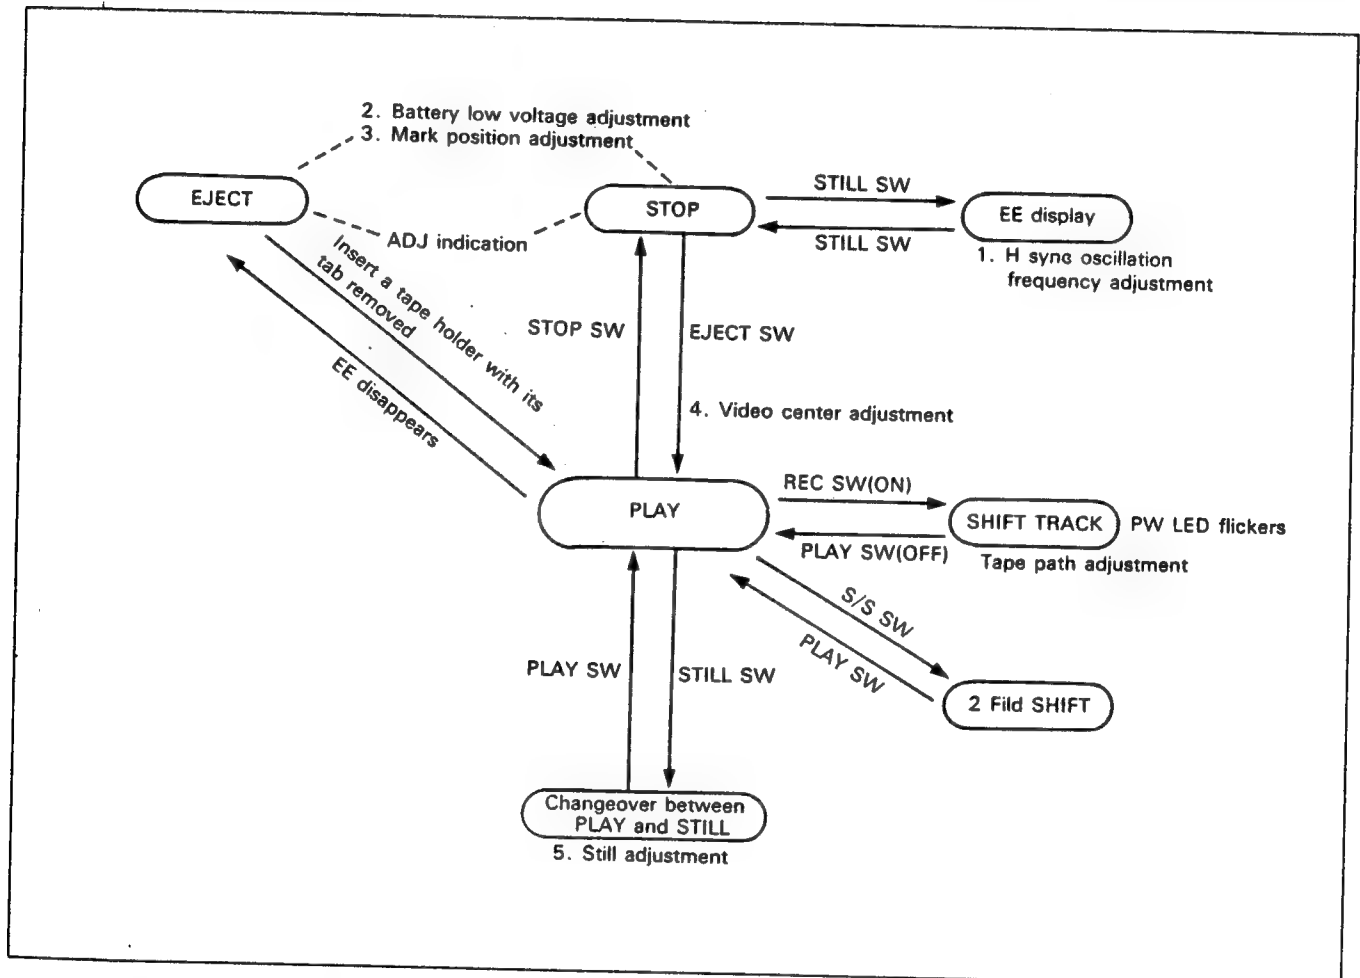 2. Battery low voltage adjustment
3. Mark position adjustment
EJECT
STOP
STILL SW
EE display
STILL SW
ADJ indication
1. H sync oscillation
frequency adjustment
Insert a tape holder with its
tab removed
EE disappears
STOP SW
EJECT SW
4. Video center adjustment
PLAY
REC SW(ON)
SHIFT TRACK
PW LED flickers
PLAY SW(OFF)
Tape path adjustment
S/S SW
PLAY SW
2 Fild SHIFT
PLAY SW
STILL SW
Changeover between
PLAY and STILL
5. Still adjustment